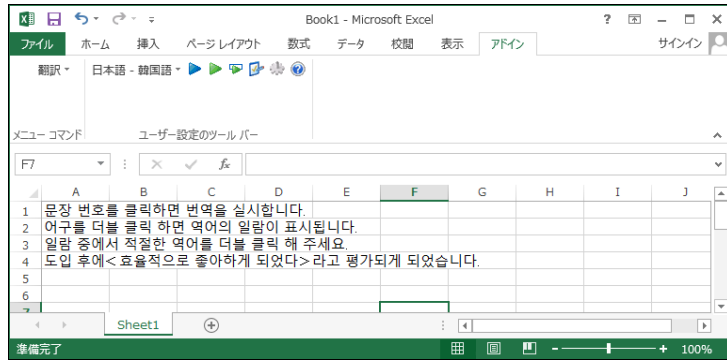 Book1 - Microsoft Excel
ファイル ホーム 挿入 ページ レイアウト 数式 データ 校閲 表示 アドイン サインイン
翻訳 日本語 - 韓国語
メニュー コマンド ユーザー設定のツール バー
F7 fx
A B C D E F G H I J
1 문장 번호를 클릭하면 번역을 실시합니다.
2 어구를 더블 클릭 하면 역어의 일람이 표시됩니다.
3 일람 중에서 적절한 역어를 더블 클릭 해 주세요.
4 도입 후에<효율적으로 좋아하게 되었다>라고 평가되게 되었습니다.
5
6
7
Sheet1
準備完了 100%